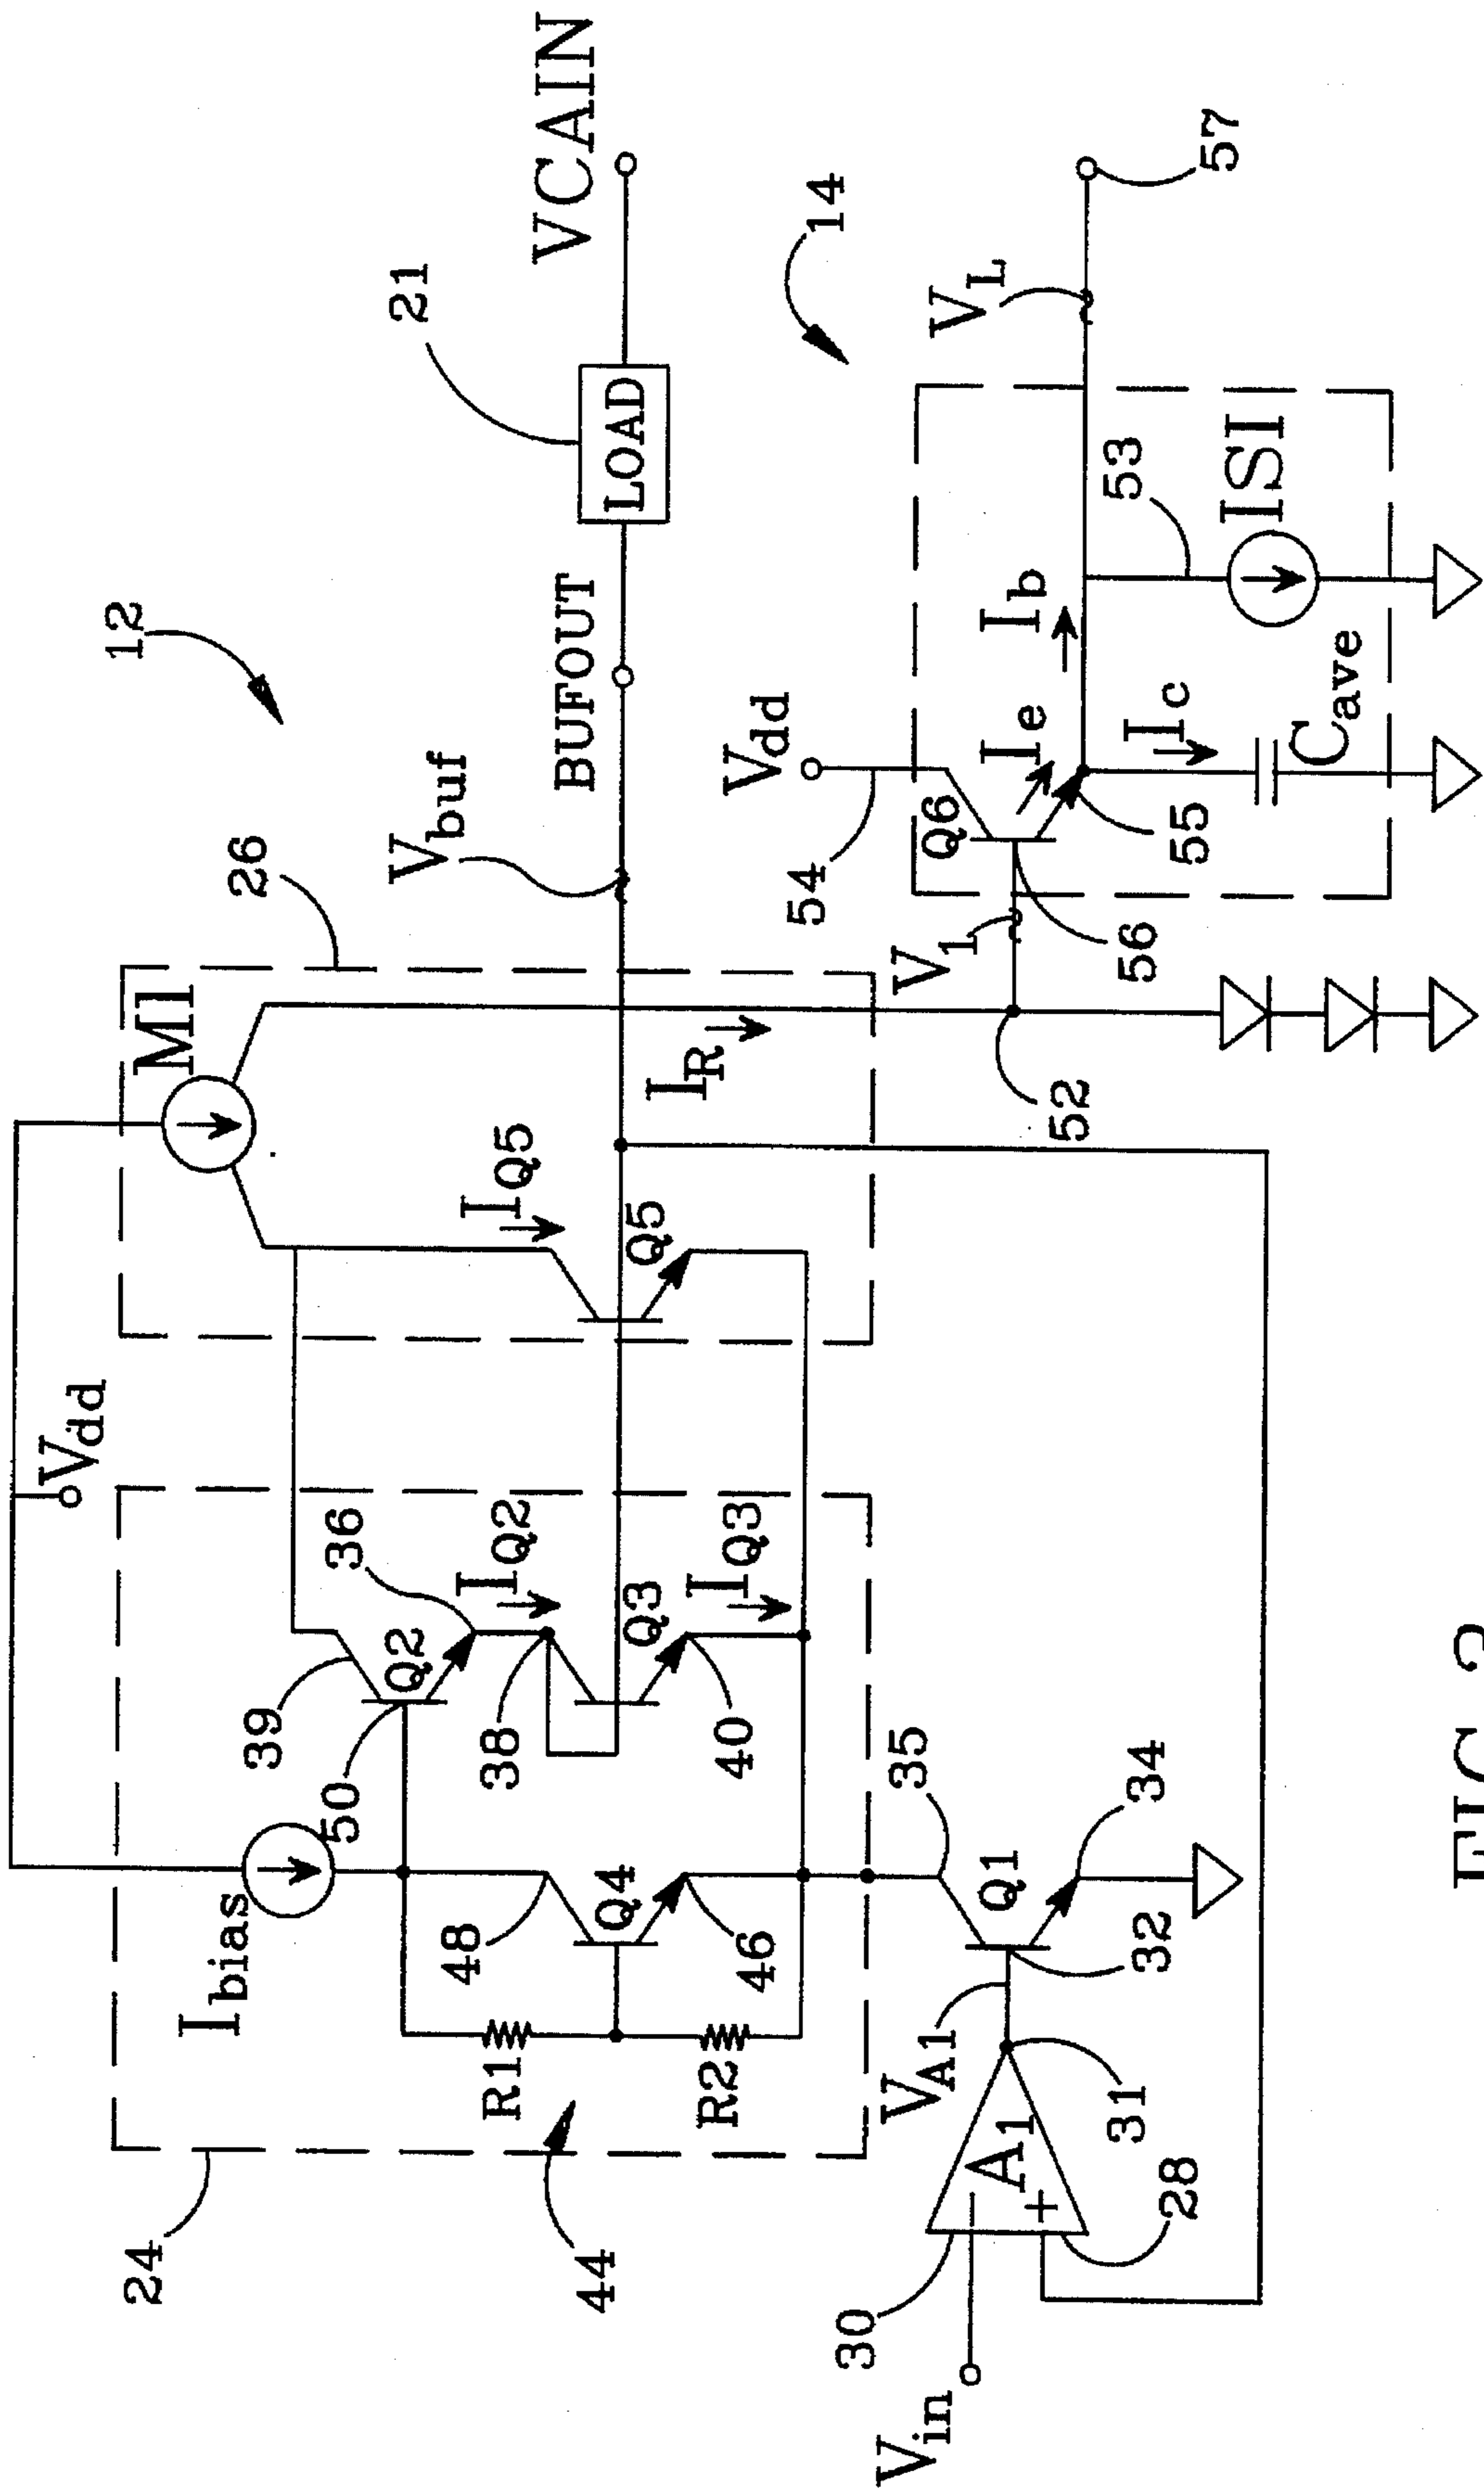 12
Vdd
M1
26
24
Ibias
39
36
50
Q2
IQ2
IQ5
Vbuf
21
VCAIN
BUFOUT
LOAD
48
Q4
38
Q3
Q5
IR
R1
44
R2
46
40
IQ3
Vdd
14
54
Q6
Ie
Ib
VL
57
V1
56
55
Ic
53
52
Cave
ISI
Vin
30
−
A1
+
28
31
VA1
32
Q1
35
34